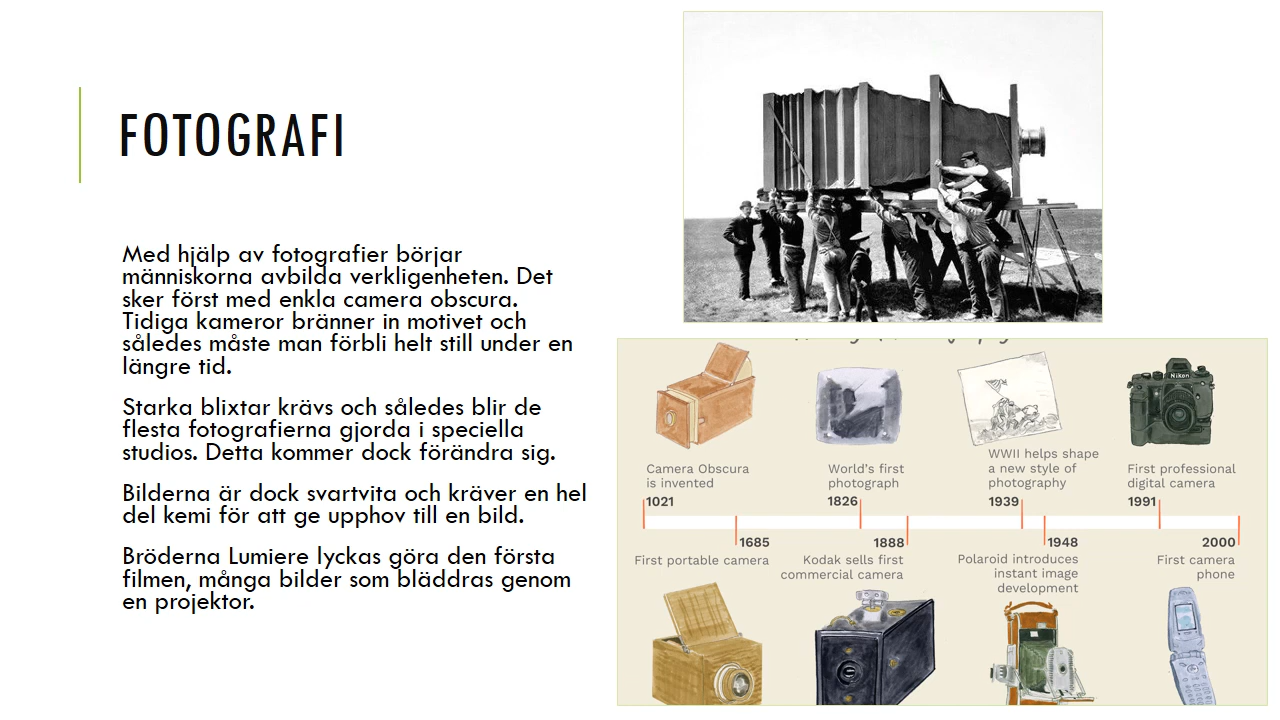 FOTOGRAFI
Med hjälp av fotografier börjar
människorna avbilda verkligenheten. Det
sker först med enkla camera obscura.
Tidiga kameror bränner in motivet och
således måste man förbli helt still under en
längre tid.
Starka blixtar krävs och således blir de
flesta fotografierna gjorda i speciella
studios. Detta kommer dock förändra sig.
Bilderna är dock svartvita och kräver en hel
del kemi för att ge upphov till en bild.
Bröderna Lumiere lyckas göra den första
filmen, många bilder som bläddras genom
en projektor.
Nikon
Camera Obscura
is invented
1021
World's first
photograph
1826
WWII helps shape
a new style of
photography
1939
First professional
digital camera
1991
1685
First portable camera
1888
Kodak sells first
commercial camera
1948
Polaroid introduces
instant image
development
2000
First camera
phone